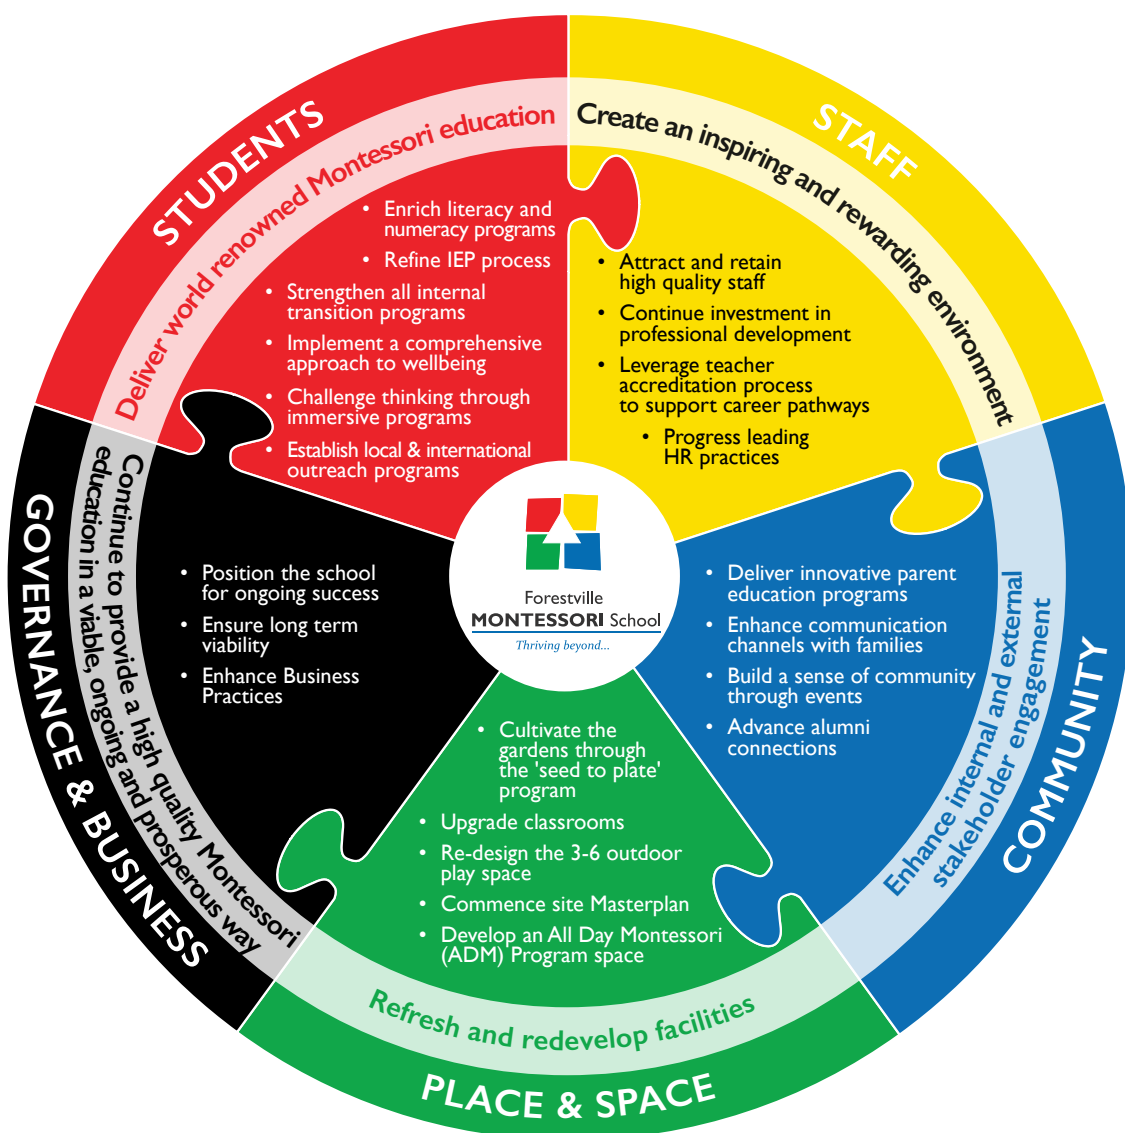 STUDENTS
Deliver world renowned Montessori education
• Enrich literacy and
numeracy programs
• Refine IEP process
• Strengthen all internal
transition programs
• Implement a comprehensive
approach to wellbeing
• Challenge thinking through
immersive programs
• Establish local & international
outreach programs
STAFF
Create an inspiring and rewarding environment
• Attract and retain
high quality staff
• Continue investment in
professional development
• Leverage teacher
accreditation process
to support career pathways
• Progress leading
HR practices
COMMUNITY
Enhance internal and external
stakeholder engagement
• Deliver innovative parent
education programs
• Enhance communication
channels with families
• Build a sense of community
through events
• Advance alumni
connections
PLACE & SPACE
Refresh and redevelop facilities
• Cultivate the
gardens through
the 'seed to plate'
program
• Upgrade classrooms
• Re-design the 3-6 outdoor
play space
• Commence site Masterplan
• Develop an All Day Montessori
(ADM) Program space
GOVERNANCE & BUSINESS
Continue to provide a high quality Montessori
education in a viable, ongoing and prosperous way
• Position the school
for ongoing success
• Ensure long term
viability
• Enhance Business
Practices
Forestville
MONTESSORI School
Thriving beyond...